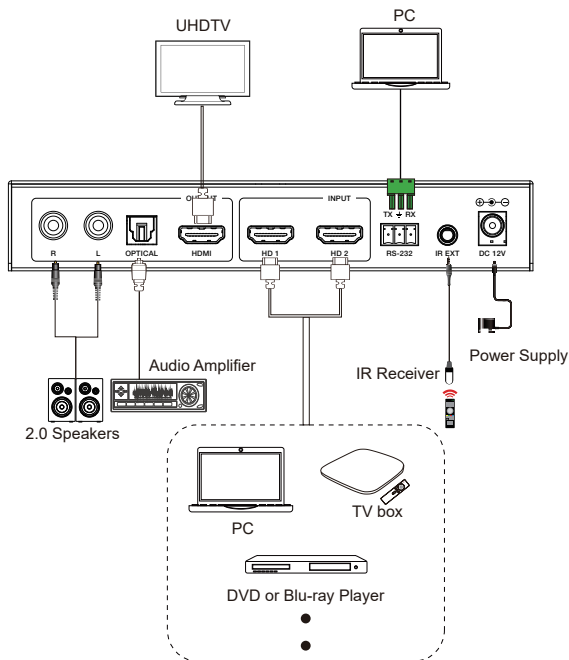 UHDTV
PC
OUTPUT
INPUT
TX RX
R
L
OPTICAL
HDMI
HD 1
HD 2
RS-232
IR EXT
DC 12V
Audio Amplifier
IR Receiver
Power Supply
2.0 Speakers
PC
TV box
DVD or Blu-ray Player